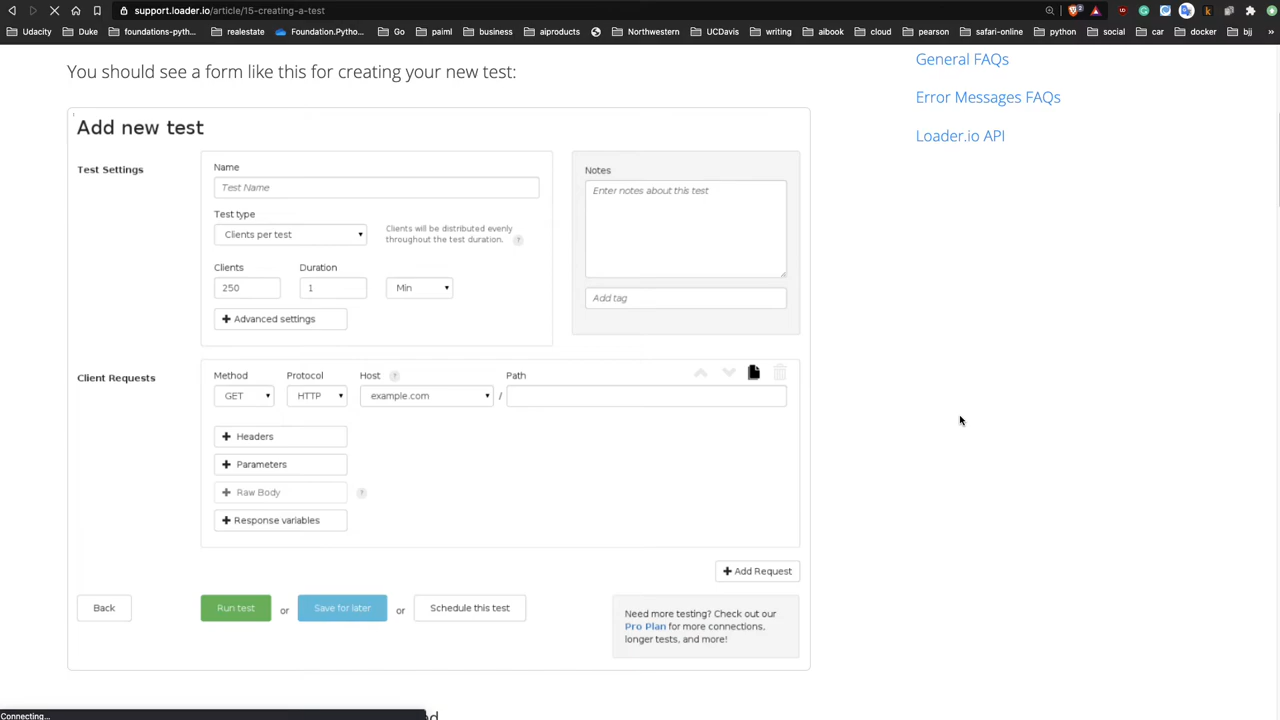 support.loader.io/article/15-creating-a-test
Udacity Duke foundations-pyth... realestate Foundation.Python... Go paiml business aiproducts Northwestern UCDavis writing aibook cloud pearson safari-online python social car docker bjj »
You should see a form like this for creating your new test:
General FAQs
Error Messages FAQs
Loader.io API
Add new test
Test Settings
Name
Test Name
Test type
Clients per test
Clients will be distributed evenly
throughout the test duration. ?
Clients Duration
250 1 Min
+ Advanced settings
Notes
Enter notes about this test
Add tag
Client Requests
Method Protocol Host ? Path
GET HTTP example.com /
+ Headers
+ Parameters
+ Raw Body ?
+ Response variables
+ Add Request
Back Run test or Save for later or Schedule this test
Need more testing? Check out our
Pro Plan for more connections,
longer tests, and more!
Connecting...